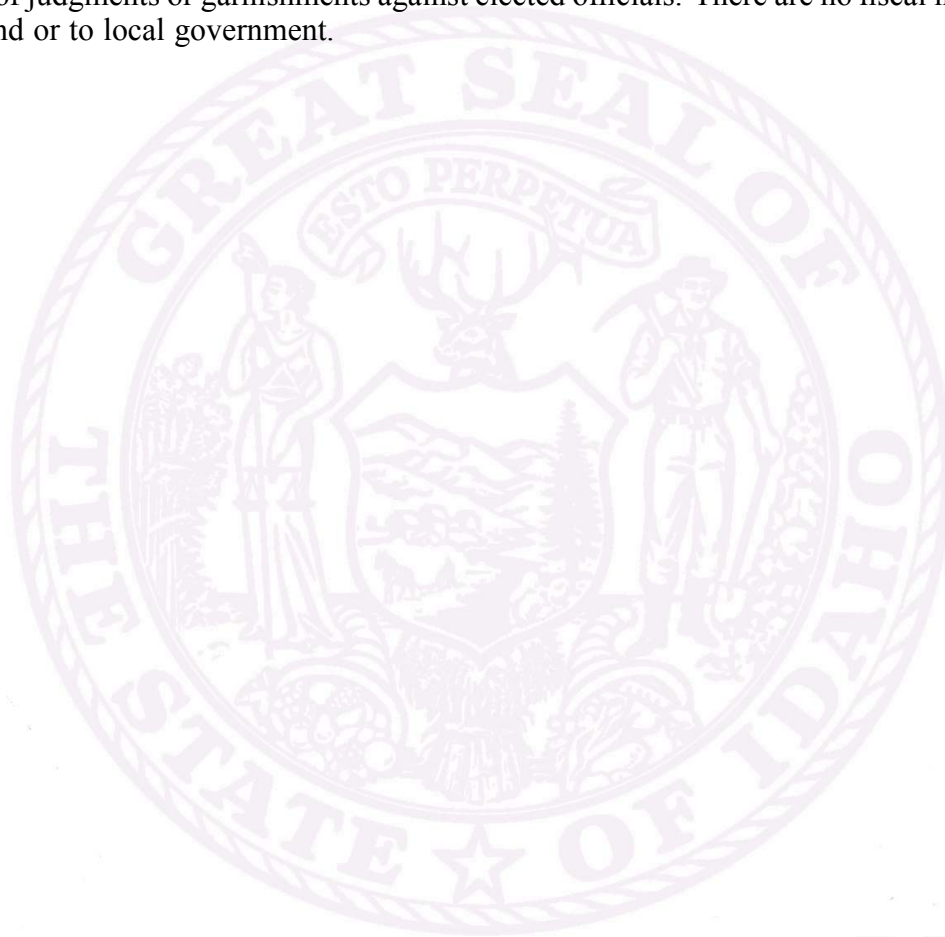 of judgments or garnishments against elected officials. There are no fiscal
nd or to local government.
GREAT SEAL OF
ESTO PERPETUA
THE STATE OF IDAHO